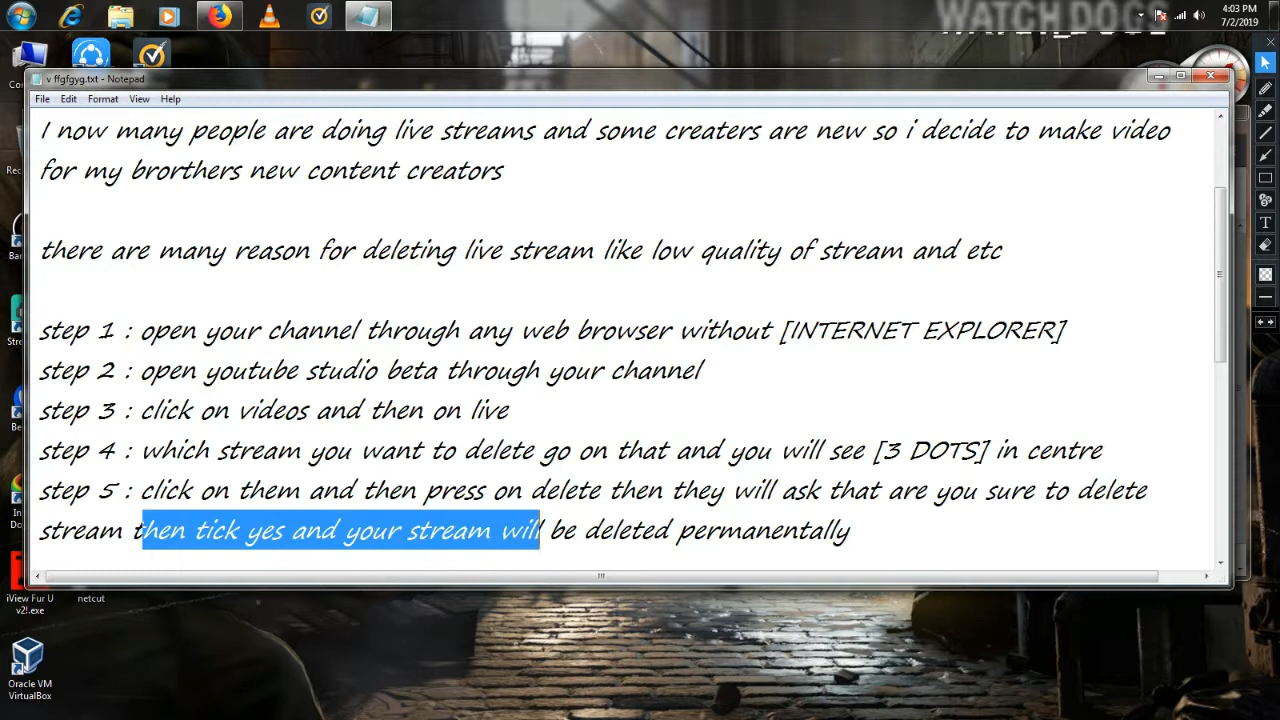 4:03 PM
7/2/2019
WATCH_DOGS
v ffgfgyg.txt - Notepad
File Edit Format View Help
I now many people are doing live streams and some creaters are new so i decide to make video
for my brorthers new content creators
there are many reason for deleting live stream like low quality of stream and etc
step 1 : open your channel through any web browser without [INTERNET EXPLORER]
step 2 : open youtube studio beta through your channel
step 3 : click on videos and then on live
step 4 : which stream you want to delete go on that and you will see [3 DOTS] in centre
step 5 : click on them and then press on delete then they will ask that are you sure to delete
stream then tick yes and your stream will be deleted permanentally
iView Fur U
v2!.exe
netcut
Oracle VM
VirtualBox